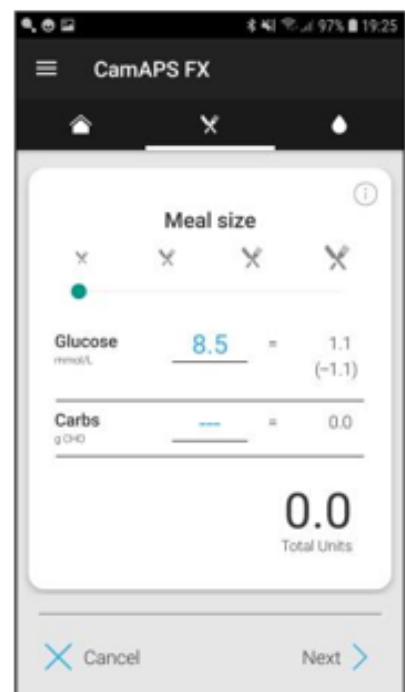 97% 19:25
CamAPS FX
Meal size
Glucose 8.5 = 1.1
mmol/L (-1.1)
Carbs --- = 0.0
g CHO
0.0
Total Units
Cancel Next